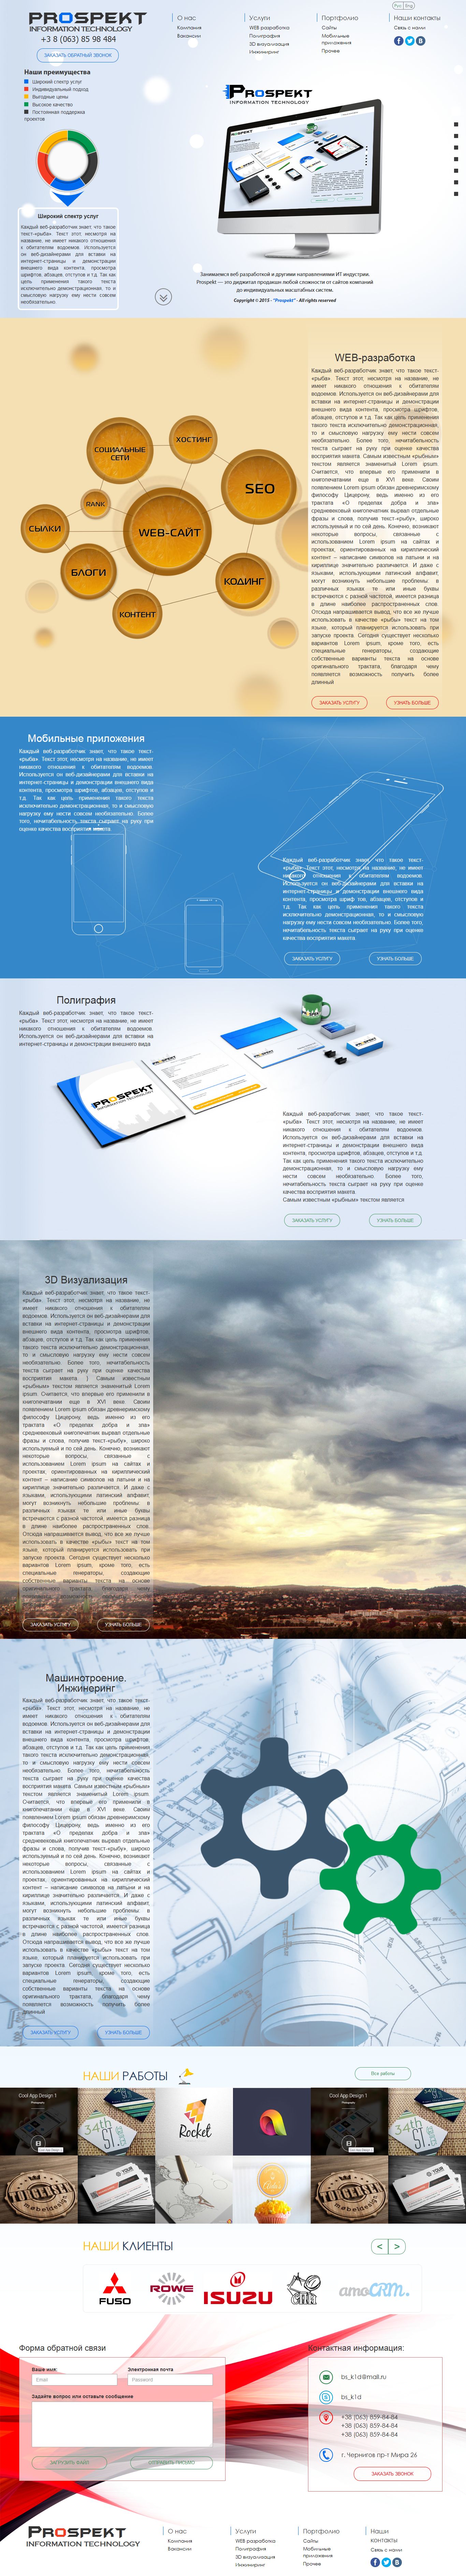 Рус Eng
PROSPEKT
INFORMATION TECHNOLOGY
+3 8 (063) 85 98 484
ЗАКАЗАТЬ ОБРАТНЫЙ ЗВОНОК
О нас
Компания
Вакансии
Услуги
WEB разработка
Полиграфия
3D визуализация
Инжиниринг
Портфолио
Сайты
Мобильные
приложения
Прочее
Наши контакты
Связь с нами
Наши преимущества
Широкий спектр услуг
Индивидуальный подход
Выгодные цены
Высокое качество
Постоянная поддержка
проектов
Широкий спектр услуг
Каждый веб-разработчик знает, что такое
текст-«рыба». Текст этот, несмотря на
название, не имеет никакого отношения
к обитателям водоемов. Используется
он веб-дизайнерами для вставки на
интернет-страницы и демонстрации
внешнего вида контента, просмотра
шрифтов, абзацев, отступов и т.д. Так как
цель применения такого текста
исключительно демонстрационная, то и
смысловую нагрузку ему нести совсем
необязательно.
PROSPEKT
INFORMATION TECHNOLOGY
Занимаемся веб разработкой и другими направлениями ИТ индустрии.
Prospekt — это диджитал продакшн любой сложности от сайтов компаний
до индивидуальных масштабных систем.
Copyright © 2015 - "Prospekt" - All rights reserved
СОЦИАЛЬНЫЕ
СЕТИ
ХОСТИНГ
SEO
RANK
ССЫЛКИ
WEB-САЙТ
БЛОГИ
КОДИНГ
КОНТЕНТ
WEB-разработка
Каждый веб-разработчик знает, что такое текст-
«рыба». Текст этот, несмотря на название, не
имеет никакого отношения к обитателям
водоемов. Используется он веб-дизайнерами для
вставки на интернет-страницы и демонстрации
внешнего вида контента, просмотра шрифтов,
абзацев, отступов и т.д. Так как цель применения
такого текста исключительно демонстрационная,
то и смысловую нагрузку ему нести совсем
необязательно. Более того, нечитабельность
текста сыграет на руку при оценке качества
восприятия макета. Самым известным «рыбным»
текстом является знаменитый Lorem ipsum.
Считается, что впервые его применили в
книгопечатании еще в XVI веке. Своим
появлением Lorem ipsum обязан древнеримскому
философу Цицерону, ведь именно из его
трактата «О пределах добра и зла»
средневековый книгопечатник вырвал отдельные
фразы и слова, получив текст-«рыбу», широко
используемый и по сей день. Конечно, возникают
некоторые вопросы, связанные с
использованием Lorem ipsum на сайтах и
проектах, ориентированных на кириллический
контент – написание символов на латыни и на
кириллице значительно различается. И даже с
языками, использующими латинский алфавит,
могут возникнуть небольшие проблемы: в
различных языках те или иные буквы
встречаются с разной частотой, имеется разница
в длине наиболее распространенных слов.
Отсюда напрашивается вывод, что все же лучше
использовать в качестве «рыбы» текст на том
языке, который планируется использовать при
запуске проекта. Сегодня существует несколько
вариантов Lorem ipsum, кроме того, есть
специальные генераторы, создающие
собственные варианты текста на основе
оригинального трактата, благодаря чему
появляется возможность получить более
длинный
ЗАКАЗАТЬ УСЛУГУ
УЗНАТЬ БОЛЬШЕ
Мобильные приложения
Каждый веб-разработчик знает, что такое текст-
«рыба». Текст этот, несмотря на название, не имеет
никакого отношения к обитателям водоемов.
Используется он веб-дизайнерами для вставки на
интернет-страницы и демонстрации внешнего вида
контента, просмотра шрифтов, абзацев, отступов и
т.д. Так как цель применения такого текста
исключительно демонстрационная, то и смысловую
нагрузку ему нести совсем необязательно. Более
того, нечитабельность текста сыграет на руку при
оценке качества восприятия макета.
Каждый веб-разработчик знает, что такое текст-
«рыба». Текст этот, несмотря на название, не имеет
никакого отношения к обитателям водоемов.
Используется он веб-дизайнерами для вставки на
интернет-страницы и демонстрации внешнего вида
контента, просмотра шриф тов, абзацев, отступов и
т.д. Так как цель применения такого текста
исключительно демонстрационная, то и смысловую
нагрузку ему нести совсем необязательно. Более того,
нечитабельность текста сыграет на руку при оценке
качества восприятия макета
ЗАКАЗАТЬ УСЛУГУ
УЗНАТЬ БОЛЬШЕ
Полиграфия
Каждый веб-разработчик знает, что такое текст-
«рыба». Текст этот, несмотря на название, не имеет
никакого отношения к обитателям водоемов.
Используется он веб-дизайнерами для вставки на
интернет-страницы и демонстрации внешнего вида
PROSPEKT
INFORMATION TECHNOLOGY
Каждый веб-разработчик знает, что такое текст-
«рыба». Текст этот, несмотря на название, не имеет
никакого отношения к обитателям водоемов.
Используется он веб-дизайнерами для вставки на
интернет-страницы и демонстрации внешнего вида
контента, просмотра шрифтов, абзацев, отступов и т.д.
Так как цель применения такого текста исключительно
демонстрационная, то и смысловую нагрузку ему
нести совсем необязательно. Более того,
нечитабельность текста сыграет на руку при оценке
качества восприятия макета
Самым известным «рыбным» текстом является
ЗАКАЗАТЬ УСЛУГУ
УЗНАТЬ БОЛЬШЕ
3D Визуализация
Каждый веб-разработчик знает, что такое текст-
«рыба». Текст этот, несмотря на название, не
имеет никакого отношения к обитателям
водоемов. Используется он веб-дизайнерами для
вставки на интернет-страницы и демонстрации
внешнего вида контента, просмотра шрифтов,
абзацев, отступов и т.д. Так как цель применения
такого текста исключительно демонстрационная,
то и смысловую нагрузку ему нести совсем
необязательно. Более того, нечитабельность
текста сыграет на руку при оценке качества
восприятия макета. | Самым известным
«рыбным» текстом является знаменитый Lorem
ipsum. Считается, что впервые его применили в
книгопечатании еще в XVI веке. Своим
появлением Lorem ipsum обязан древнеримскому
философу Цицерону, ведь именно из его
трактата «О пределах добра и зла»
средневековый книгопечатник вырвал отдельные
фразы и слова, получив текст-«рыбу», широко
используемый и по сей день. Конечно, возникают
некоторые вопросы, связанные с
использованием Lorem ipsum на сайтах и
проектах, ориентированных на кириллический
контент – написание символов на латыни и на
кириллице значительно различается. И даже с
языками, использующими латинский алфавит,
могут возникнуть небольшие проблемы: в
различных языках те или иные буквы
встречаются с разной частотой, имеется разница
в длине наиболее распространенных слов.
Отсюда напрашивается вывод, что все же лучше
использовать в качестве «рыбы» текст на том
языке, который планируется использовать при
запуске проекта. Сегодня существует несколько
вариантов Lorem ipsum, кроме того, есть
специальные генераторы, создающие
собственные варианты текста на основе
оригинального трактата, благодаря чему
ЗАКАЗАТЬ УСЛУГУ
УЗНАТЬ БОЛЬШЕ
Машинотроение.
Инжинеринг
Каждый веб-разработчик знает, что такое текст-
«рыба». Текст этот, несмотря на название, не
имеет никакого отношения к обитателям
водоемов. Используется он веб-дизайнерами для
вставки на интернет-страницы и демонстрации
внешнего вида контента, просмотра шрифтов,
абзацев, отступов и т.д. Так как цель применения
такого текста исключительно демонстрационная,
то и смысловую нагрузку ему нести совсем
необязательно. Более того, нечитабельность
текста сыграет на руку при оценке качества
восприятия макета. Самым известным «рыбным»
текстом является знаменитый Lorem ipsum.
Считается, что впервые его применили в
книгопечатании еще в XVI веке. Своим
появлением Lorem ipsum обязан древнеримскому
философу Цицерону, ведь именно из его
трактата «О пределах добра и зла»
средневековый книгопечатник вырвал отдельные
фразы и слова, получив текст-«рыбу», широко
используемый и по сей день. Конечно, возникают
некоторые вопросы, связанные с
использованием Lorem ipsum на сайтах и
проектах, ориентированных на кириллический
контент – написание символов на латыни и на
кириллице значительно различается. И даже с
языками, использующими латинский алфавит,
могут возникнуть небольшие проблемы: в
различных языках те или иные буквы
встречаются с разной частотой, имеется разница
в длине наиболее распространенных слов.
Отсюда напрашивается вывод, что все же лучше
использовать в качестве «рыбы» текст на том
языке, который планируется использовать при
запуске проекта. Сегодня существует несколько
вариантов Lorem ipsum, кроме того, есть
специальные генераторы, создающие
собственные варианты текста на основе
оригинального трактата, благодаря чему
появляется возможность получить более
длинный
ЗАКАЗАТЬ УСЛУГУ
УЗНАТЬ БОЛЬШЕ
НАШИ РАБОТЫ
Все работы
Cool App Design 1
34th ST.
Rocket
Cool App Design 1
34th ST.
НАШИ КЛИЕНТЫ
< >
FUSO
ROWE
ISUZU
amoCRM.
Форма обратной связи
Ваше имя:
Email
Электронная почта
Password
Задайте вопрос или оставьте сообщение
ЗАГРУЗИТЬ ФАЙЛ
ОТПРАВИТЬ ПИСЬМО
Контактная информация:
bs_k1d@mail.ru
bs_k1d
+38 (063) 859-84-84
+38 (063) 859-84-84
+38 (063) 859-84-84
г. Чернигов пр-т Мира 26
ЗАКАЗАТЬ ЗВОНОК
PROSPEKT
INFORMATION TECHNOLOGY
О нас
Компания
Вакансии
Услуги
WEB разработка
Полиграфия
3D визуализация
Инжиниринг
Портфолио
Сайты
Мобильные
приложения
Прочее
Наши
КОНТАКТЫ
Связь с нами